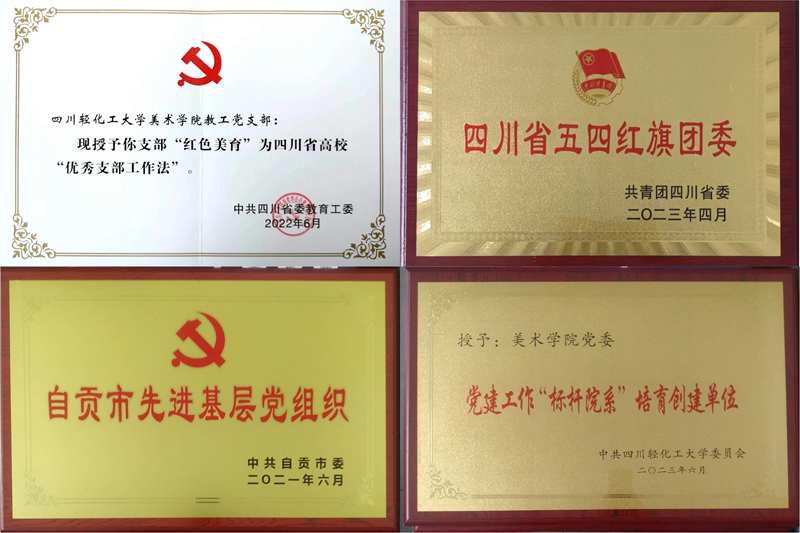 四川轻化工大学美术学院教工党支部：
现授予你支部“红色美育”为四川省高校
“优秀支部工作法”。
中共四川省委教育工委
2022年6月
四川省五四红旗团委
共青团四川省委
二〇二三年四月
自贡市先进基层党组织
中共自贡市委
二〇二一年六月
授予：美术学院党委
党建工作“标杆院系”培育创建单位
中共四川轻化工大学委员会
二〇二三年六月